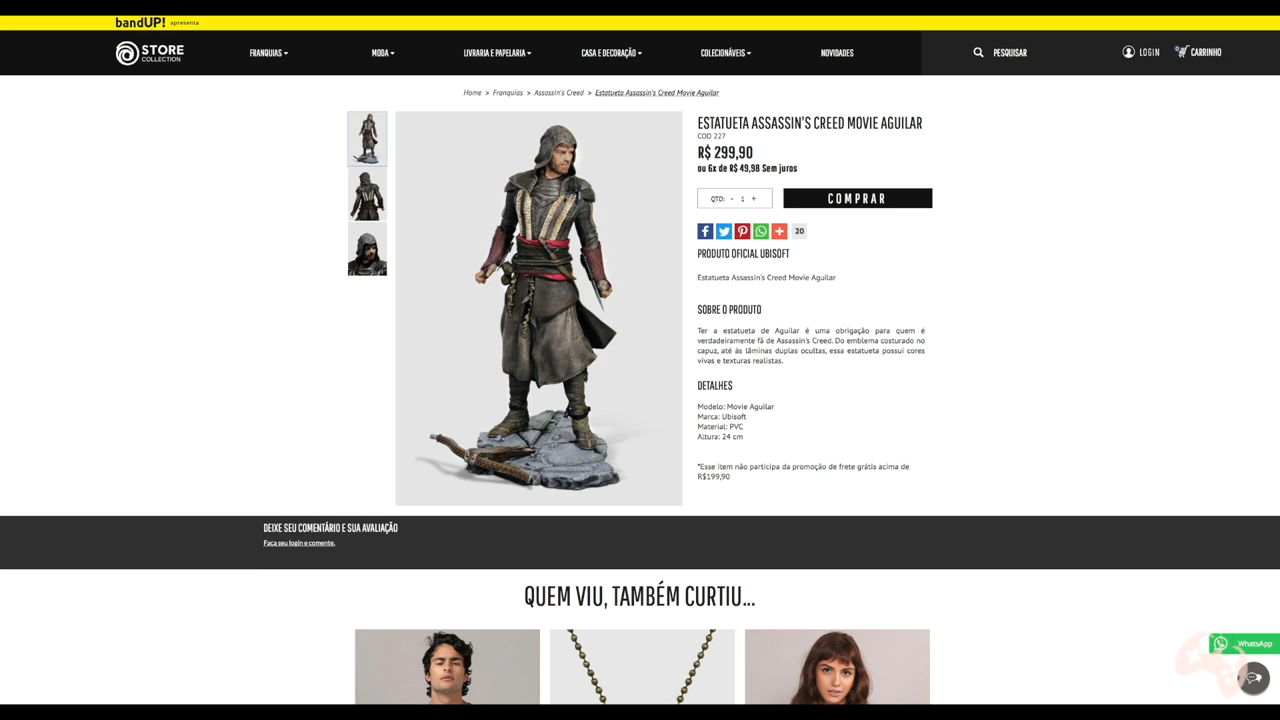 bandUP! apresenta
STORE
COLLECTION
FRANQUIAS
MODA
LIVRARIA E PAPELARIA
CASA E DECORAÇÃO
COLECIONÁVEIS
NOVIDADES
PESQUISAR
LOGIN
CARRINHO
Home > Franquias > Assassin's Creed > Estatueta Assassin's Creed Movie Aguilar
ESTATUETA ASSASSIN'S CREED MOVIE AGUILAR
COD 227
R$ 299,90
ou 6x de R$ 49,98 Sem juros
QTD: - 1 +
COMPRAR
20
PRODUTO OFICIAL UBISOFT
Estatueta Assassin's Creed Movie Aguilar
SOBRE O PRODUTO
Ter a estatueta de Aguilar é uma obrigação para quem é
verdadeiramente fã de Assassin's Creed. Do emblema costurado no
capuz, até às lâminas duplas ocultas, essa estatueta possui cores
vivas e texturas realistas.
DETALHES
Modelo: Movie Aguilar
Marca: Ubisoft
Material: PVC
Altura: 24 cm
*Esse item não participa da promoção de frete grátis acima de
R$199,90
DEIXE SEU COMENTÁRIO E SUA AVALIAÇÃO
Faça seu login e comente.
QUEM VIU, TAMBÉM CURTIU...
WhatsApp